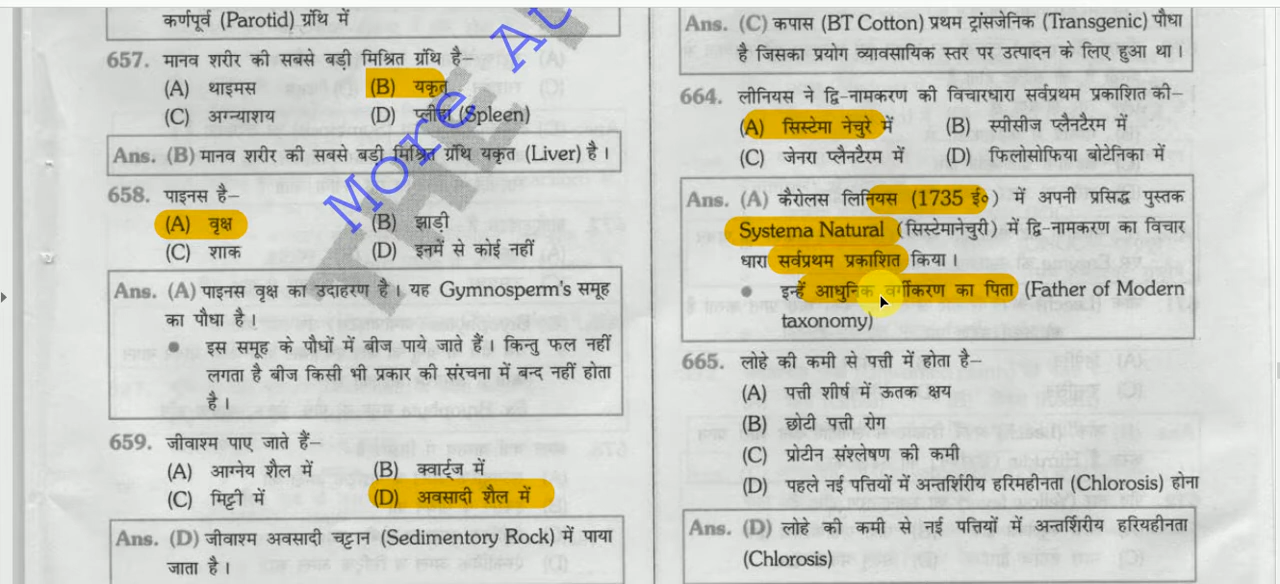 कर्णपूर्व (Parotid) ग्रंथि में
657. मानव शरीर की सबसे बड़ी मिश्रित ग्रंथि है–
(A) थाइमस (B) यकृत
(C) अग्न्याशय (D) प्लीहा (Spleen)
Ans. (B) मानव शरीर की सबसे बड़ी मिश्रित ग्रंथि यकृत (Liver) है।
658. पाइनस है–
(A) वृक्ष (B) झाड़ी
(C) शाक (D) इनमें से कोई नहीं
Ans. (A) पाइनस वृक्ष का उदाहरण है। यह Gymnosperm's समूह
का पौधा है।
● इस समूह के पौधों में बीज पाये जाते हैं। किन्तु फल नहीं
लगता है बीज किसी भी प्रकार की संरचना में बन्द नहीं होता
है।
659. जीवाश्म पाए जाते हैं–
(A) आग्नेय शैल में (B) क्वार्ट्ज में
(C) मिट्टी में (D) अवसादी शैल में
Ans. (D) जीवाश्म अवसादी चट्टान (Sedimentory Rock) में पाया
जाता है।
More
Ans. (C) कपास (BT Cotton) प्रथम ट्रांसजेनिक (Transgenic) पौधा
है जिसका प्रयोग व्यावसायिक स्तर पर उत्पादन के लिए हुआ था।
664. लीनियस ने द्वि-नामकरण की विचारधारा सर्वप्रथम प्रकाशित की–
(A) सिस्टेमा नेचुरे में (B) स्पीसीज प्लैनटैरम में
(C) जेनरा प्लैनटैरम में (D) फिलोसोफिया बोटेनिका में
Ans. (A) कैरोलस लिनियस (1735 ई०) में अपनी प्रसिद्ध पुस्तक
Systema Natural (सिस्टेमानेचुरी) में द्वि-नामकरण का विचार
धारा सर्वप्रथम प्रकाशित किया।
● इन्हें आधुनिक वर्गीकरण का पिता (Father of Modern
taxonomy)
665. लोहे की कमी से पत्ती में होता है–
(A) पत्ती शीर्ष में ऊतक क्षय
(B) छोटी पत्ती रोग
(C) प्रोटीन संश्लेषण की कमी
(D) पहले नई पत्तियों में अन्तर्शिरीय हरिमहीनता (Chlorosis) होना
Ans. (D) लोहे की कमी से नई पत्तियों में अन्तर्शिरीय हरियहीनता
(Chlorosis)